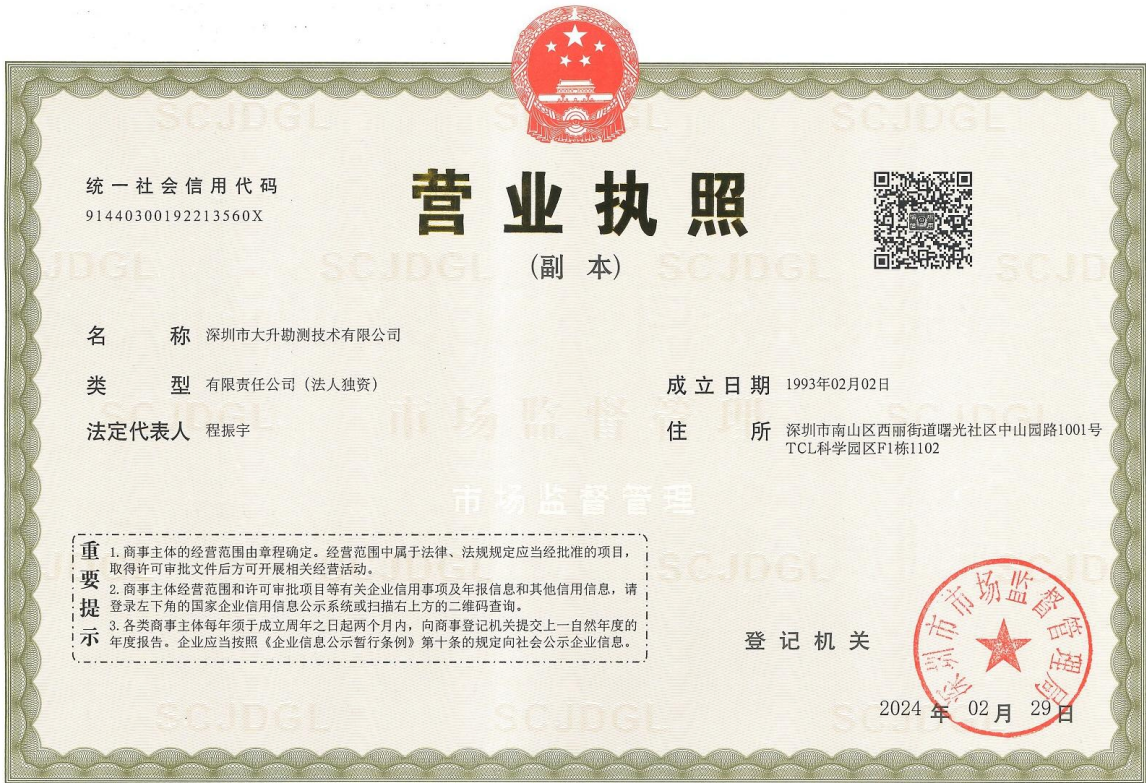 统一社会信用代码
91440300192213560X
营业执照
(副 本)
名 称 深圳市大升勘测技术有限公司
类 型 有限责任公司（法人独资）
法定代表人 程振宇
成立日期 1993年02月02日
住 所 深圳市南山区西丽街道曙光社区中山园路1001号
TCL科学园区F1栋1102
市场监督管理
市场监督管理
重要提示
1. 商事主体的经营范围由章程确定。经营范围中属于法律、法规规定应当经批准的项目，
取得许可审批文件后方可开展相关经营活动。
2. 商事主体经营范围和许可审批项目等有关企业信用事项及年报信息和其他信用信息，请
登录左下角的国家企业信用信息公示系统或扫描右上方的二维码查询。
3. 各类商事主体每年须于成立周年之日起两个月内，向商事登记机关提交上一自然年度的
年度报告。企业应当按照《企业信息公示暂行条例》第十条的规定向社会公示企业信息。
登记机关
深圳市市场监督管理局
2024 年 02 月 29 日
SCJDGL